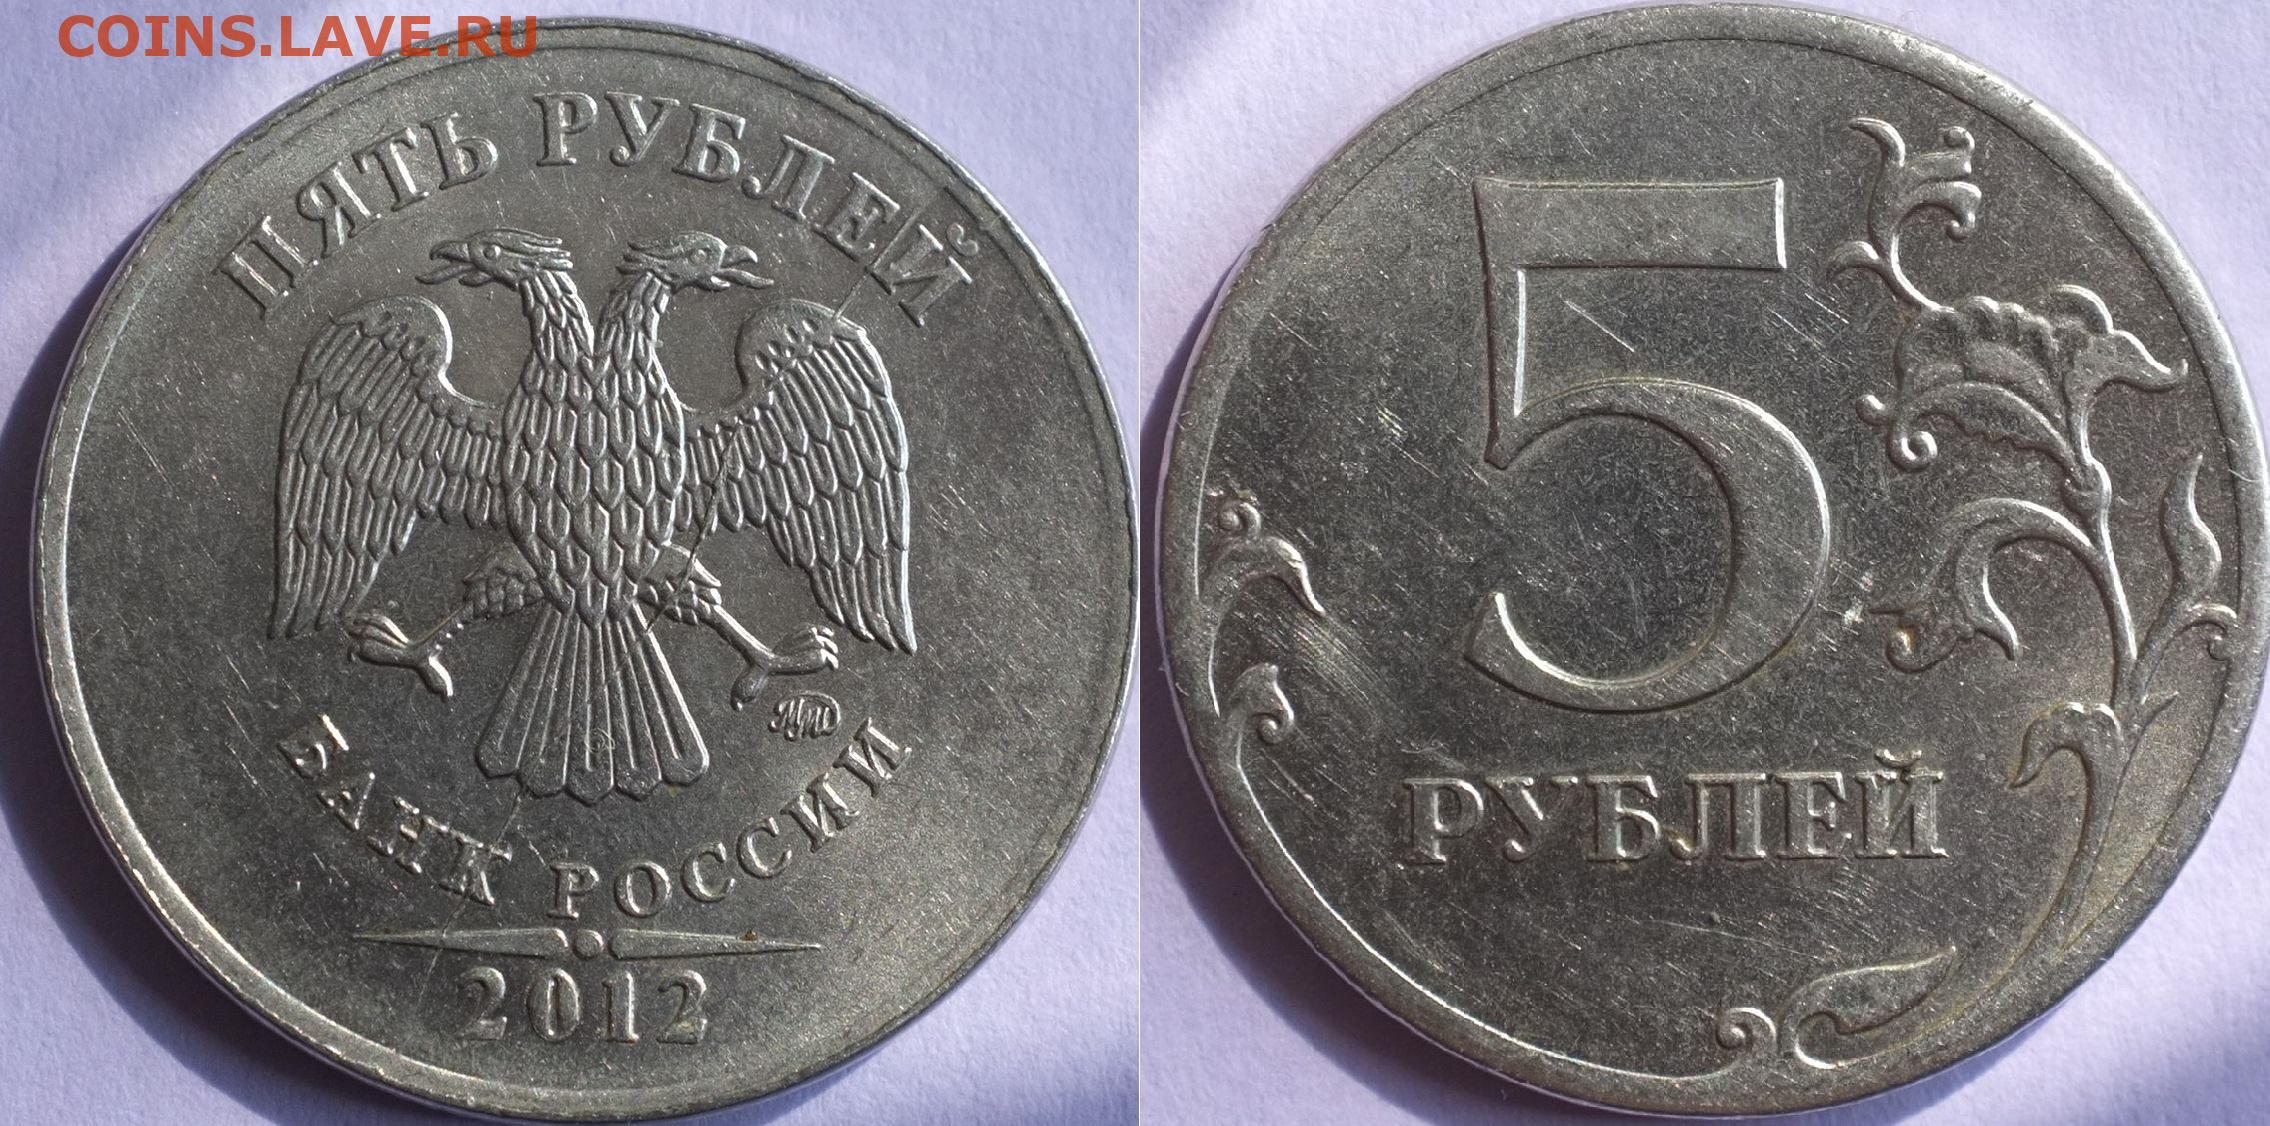 COINS.LAVE.RU
ПЯТЬ РУБЛЕЙ
ММД
БАНК РОССИИ
2012
5
РУБЛЕЙ